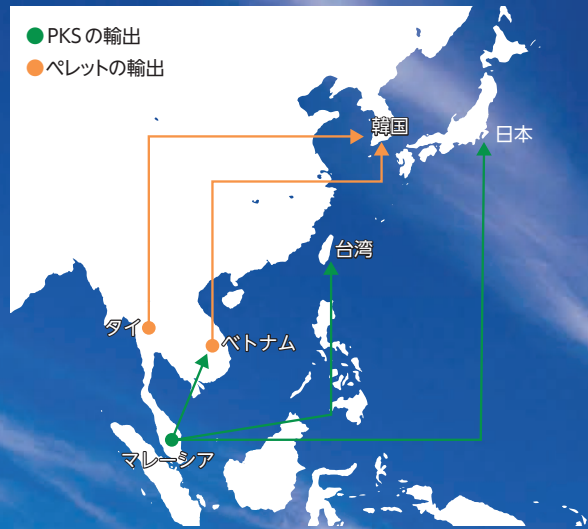 PKSの輸出
ペレットの輸出
韓国
日本
台湾
タイ
ベトナム
マレーシア